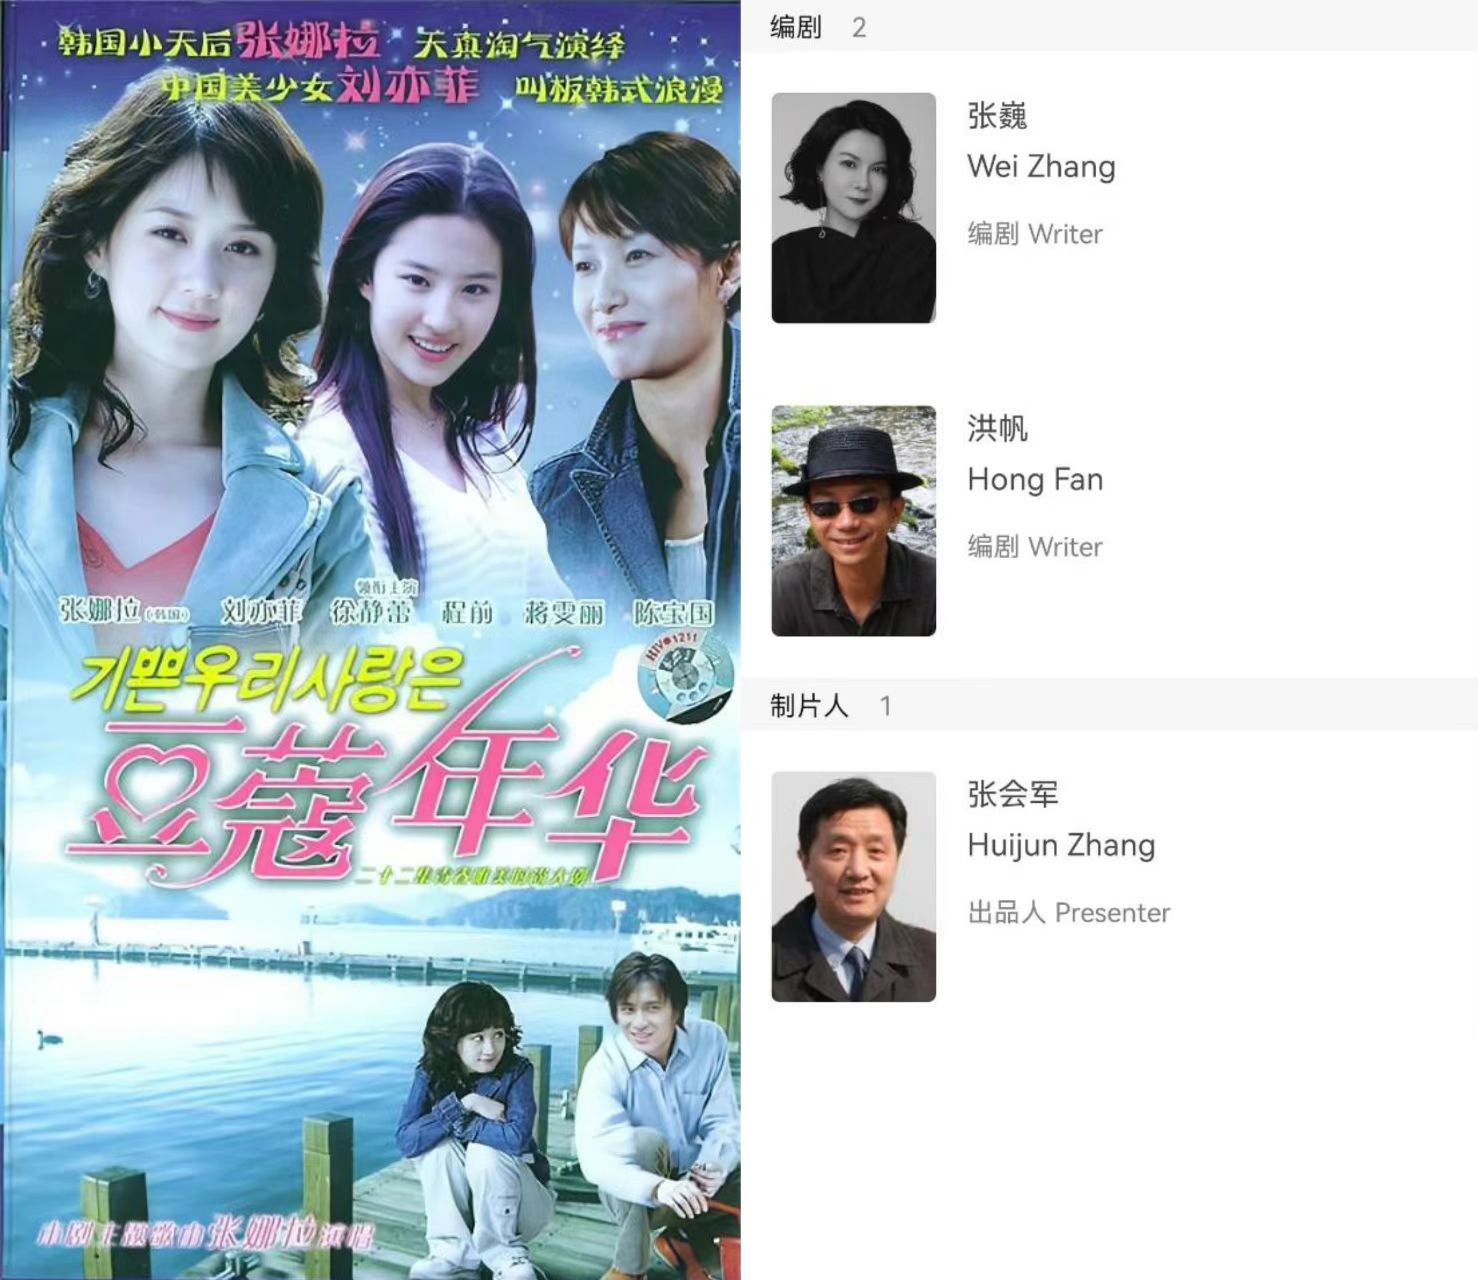 韩国小天后张娜拉 天真淘气演绎
中国美少女刘亦菲 叫板韩式浪漫
领衔主演
张娜拉(韩国) 刘亦菲 徐静蕾 程前 蒋雯丽 陈宝国
기쁜우리사랑은
豆蔻年华
二十二集青春唯美时尚大剧
本剧主题歌由张娜拉演唱
编剧 2
张巍
Wei Zhang
编剧 Writer
洪帆
Hong Fan
编剧 Writer
制片人 1
张会军
Huijun Zhang
出品人 Presenter